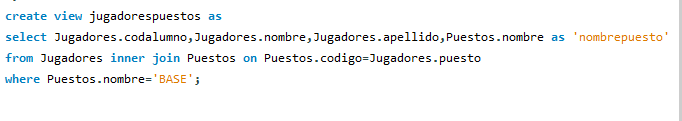 create view jugadorespuestos as
select Jugadores.codalumno,Jugadores.nombre,Jugadores.apellido,Puestos.nombre as 'nombrepuesto'
from Jugadores inner join Puestos on Puestos.codigo=Jugadores.puesto
where Puestos.nombre='BASE';